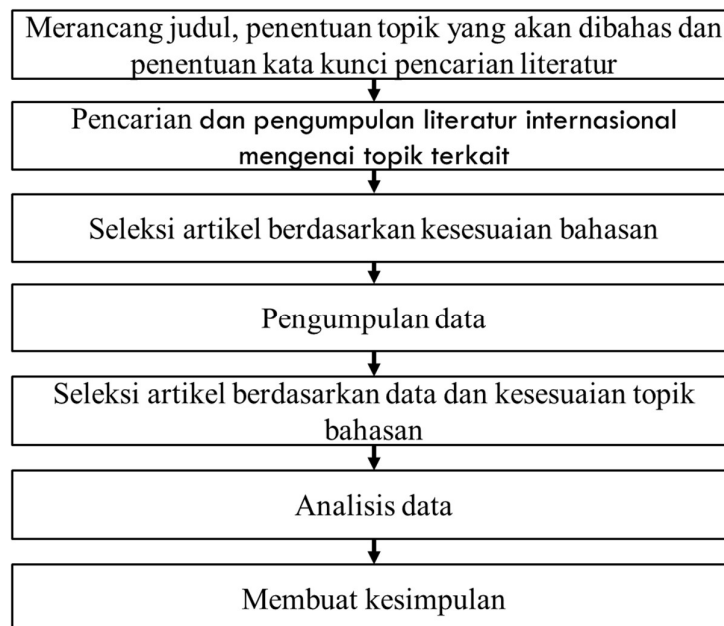 Merancang judul, penentuan topik yang akan dibahas dan
penentuan kata kunci pencarian literatur
Pencarian dan pengumpulan literatur internasional
mengenai topik terkait
Seleksi artikel berdasarkan kesesuaian bahasan
Pengumpulan data
Seleksi artikel berdasarkan data dan kesesuaian topik
bahasan
Analisis data
Membuat kesimpulan